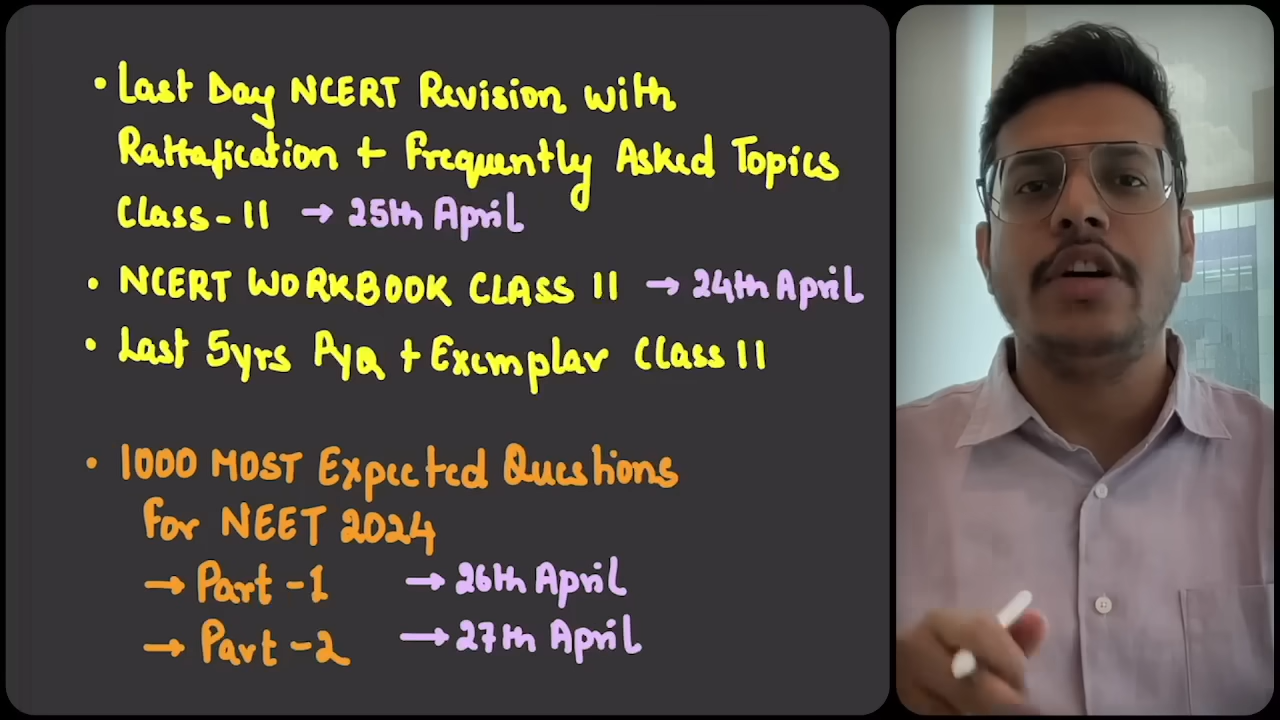 • Last Day NCERT Revision with
Rattafication + Frequently Asked Topics
Class-11 → 25th April
• NCERT WORKBOOK CLASS 11 → 24th April
• Last 5yrs PYQ + Exemplar Class 11
• 1000 MOST Expected Questions
for NEET 2024
→ Part-1 → 26th April
→ Part-2 → 27th April